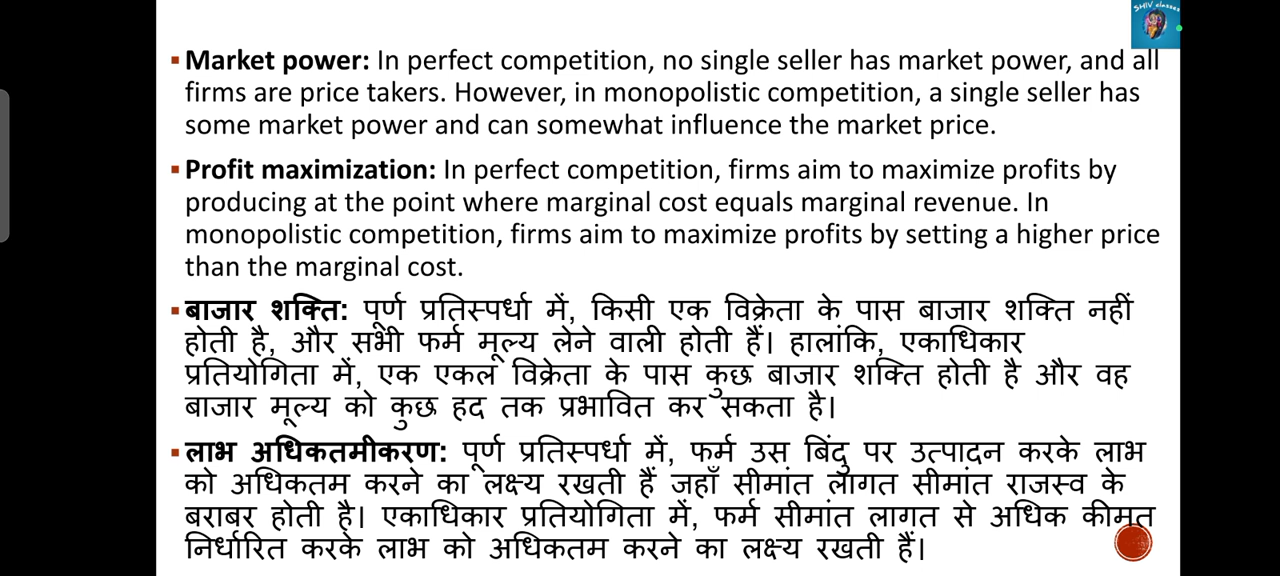 SHIV classes
▪ Market power: In perfect competition, no single seller has market power, and all
firms are price takers. However, in monopolistic competition, a single seller has
some market power and can somewhat influence the market price.
▪ Profit maximization: In perfect competition, firms aim to maximize profits by
producing at the point where marginal cost equals marginal revenue. In
monopolistic competition, firms aim to maximize profits by setting a higher price
than the marginal cost.
▪ बाजार शक्ति: पूर्ण प्रतिस्पर्धा में, किसी एक विक्रेता के पास बाजार शक्ति नहीं
होती है, और सभी फर्म मूल्य लेने वाली होती हैं। हालांकि, एकाधिकार
प्रतियोगिता में, एक एकल विक्रेता के पास कुछ बाजार शक्ति होती है और वह
बाजार मूल्य को कुछ हद तक प्रभावित कर सकता है।
▪ लाभ अधिकतमीकरण: पूर्ण प्रतिस्पर्धा में, फर्म उस बिंदु पर उत्पादन करके लाभ
को अधिकतम करने का लक्ष्य रखती हैं जहाँ सीमांत लागत सीमांत राजस्व के
बराबर होती है। एकाधिकार प्रतियोगिता में, फर्म सीमांत लागत से अधिक कीमत
निर्धारित करके लाभ को अधिकतम करने का लक्ष्य रखती हैं।